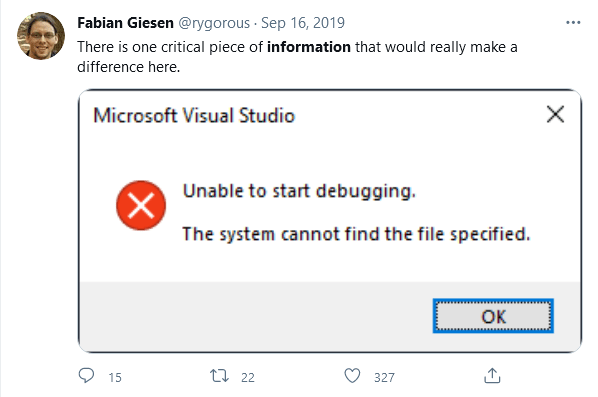 Fabian Giesen @rygorous · Sep 16, 2019
There is one critical piece of information that would really make a
difference here.
Microsoft Visual Studio
Unable to start debugging.
The system cannot find the file specified.
OK
15 22 327